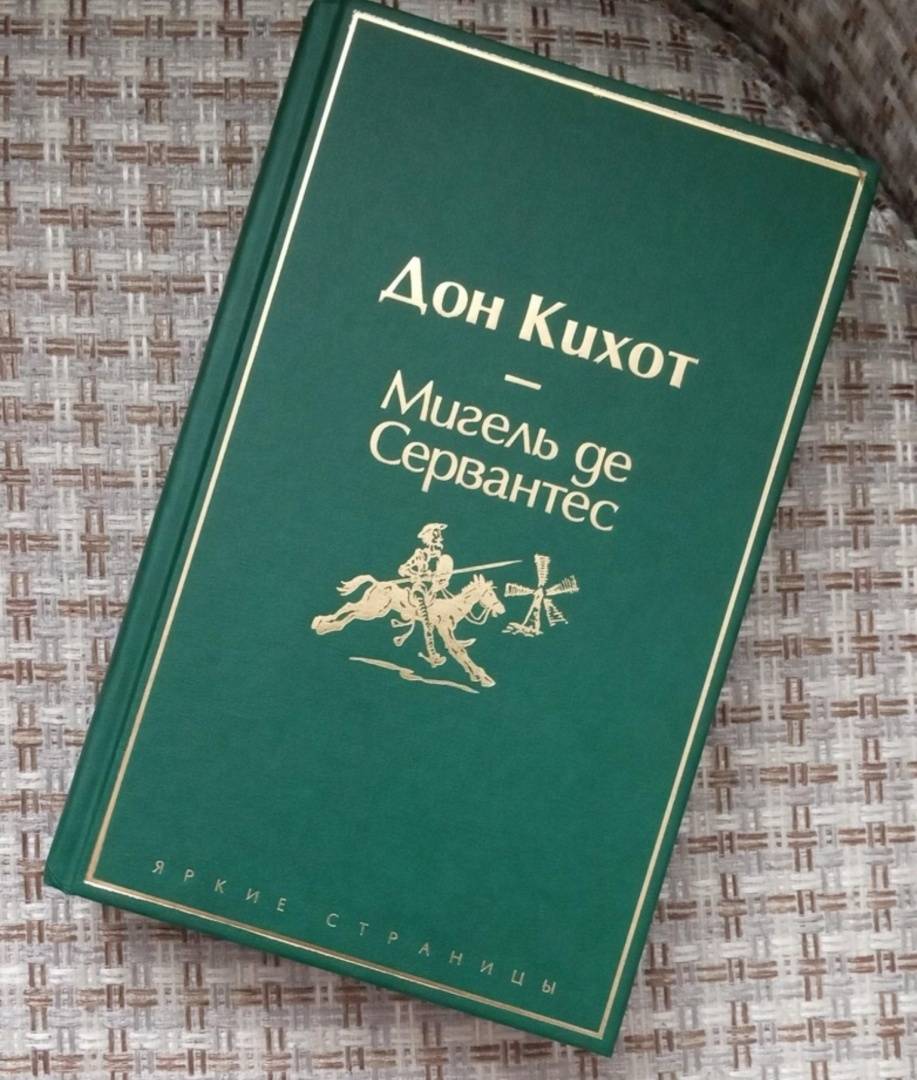 Дон Кихот
–
Мигель де
Сервантес
ЯРКИЕ СТРАНИЦЫ